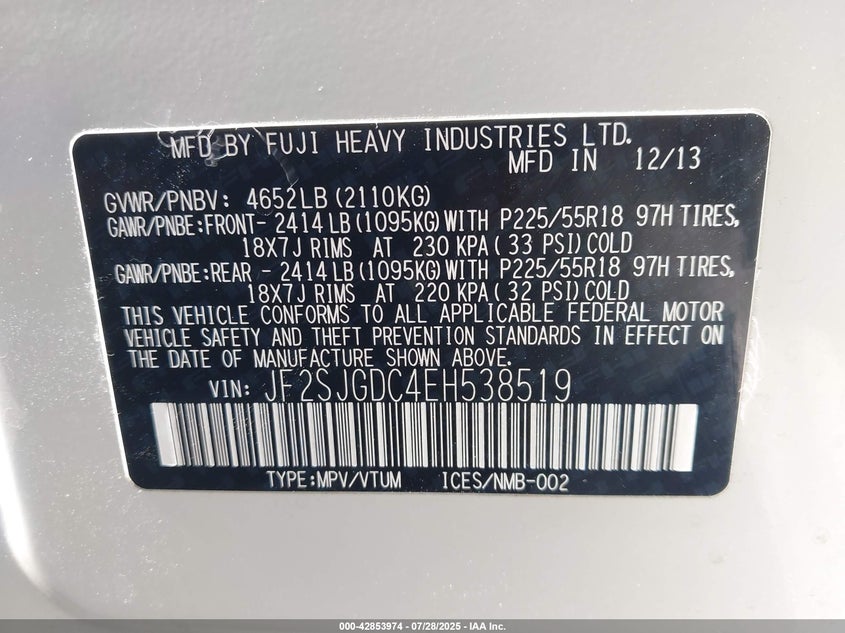 MFD BY FUJI HEAVY INDUSTRIES LTD.
MFD IN 12/13
GVWR/PNBV: 4652LB (2110KG)
GAWR/PNBE:FRONT- 2414 LB (1095KG) WITH P225/55R18 97H TIRES,
18X7J RIMS AT 230 KPA ( 33 PSI) COLD
GAWR/PNBE:REAR - 2414 LB (1095KG) WITH P225/55R18 97H TIRES,
18X7J RIMS AT 220 KPA ( 32 PSI) COLD
THIS VEHICLE CONFORMS TO ALL APPLICABLE FEDERAL MOTOR
VEHICLE SAFETY AND THEFT PREVENTION STANDARDS IN EFFECT ON
THE DATE OF MANUFACTURE SHOWN ABOVE.
VIN: JF2SJGDC4EH538519
TYPE:MPV/VTUM ICES/NMB-002
000-42853974 - 07/28/2025 - IAA Inc.